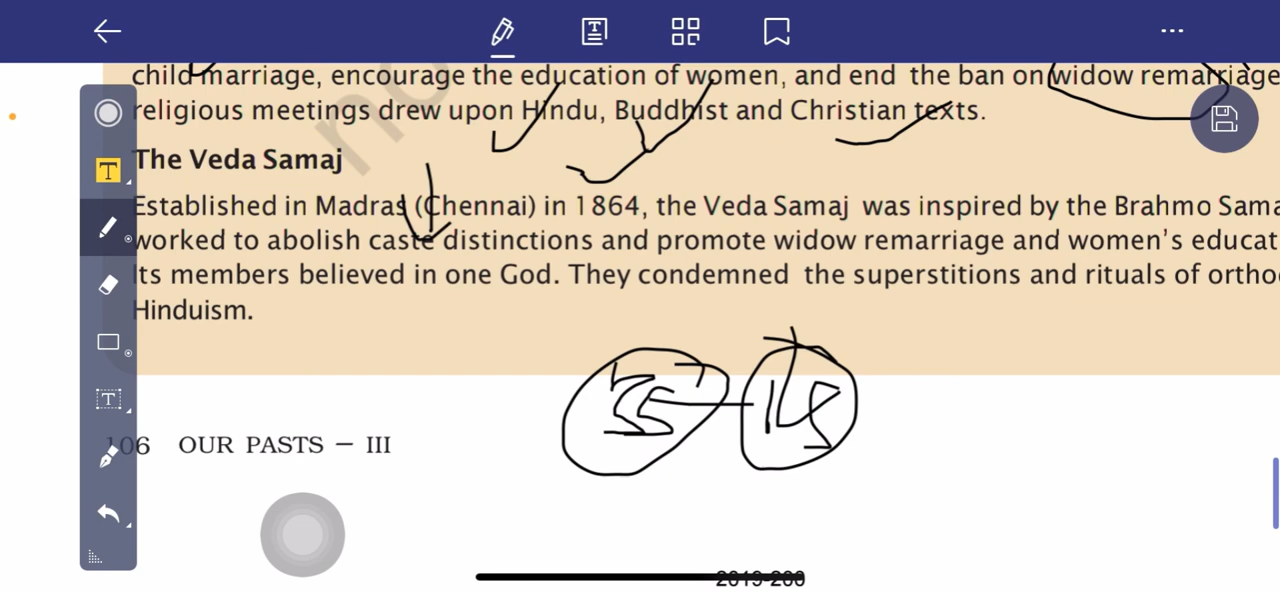 child marriage, encourage the education of women, and end the ban on widow remarriage
religious meetings drew upon Hindu, Buddhist and Christian texts.
The Veda Samaj
Established in Madras (Chennai) in 1864, the Veda Samaj was inspired by the Brahmo Sama
worked to abolish caste distinctions and promote widow remarriage and women's educat
Its members believed in one God. They condemned the superstitions and rituals of ortho
Hinduism.
35
106 OUR PASTS – III